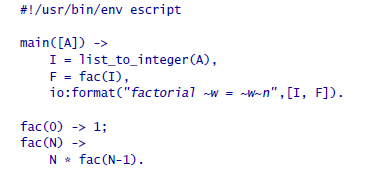 #!/usr/bin/env escript

main([A]) ->
    I = list_to_integer(A),
    F = fac(I),
    io:format("factorial ~w = ~w~n",[I, F]).

fac(0) -> 1;
fac(N) ->
    N * fac(N-1).